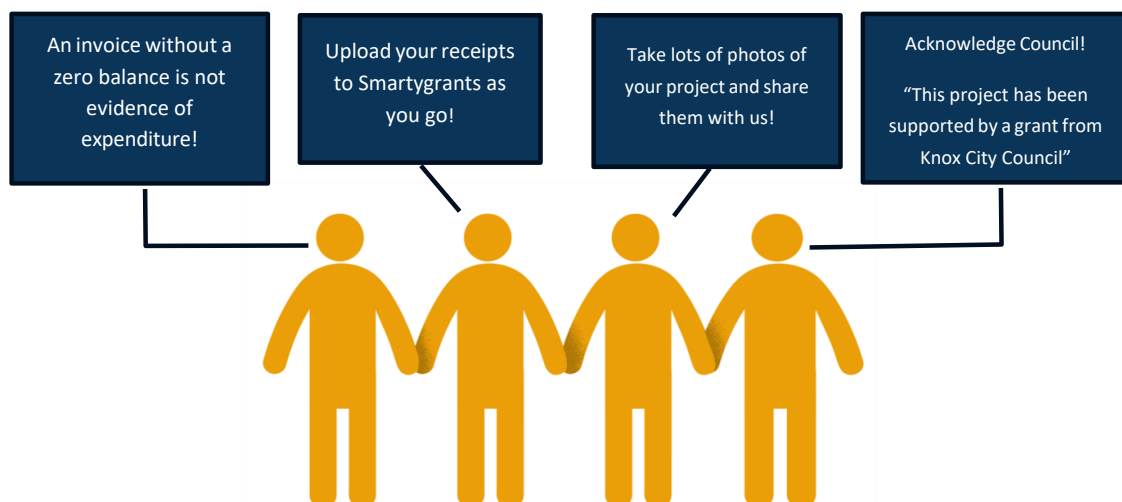 An invoice without a
zero balance is not
evidence of
expenditure!
Upload your receipts
to Smartygrants as
you go!
Take lots of photos of
your project and share
them with us!
Acknowledge Council!
“This project has been
supported by a grant from
Knox City Council”